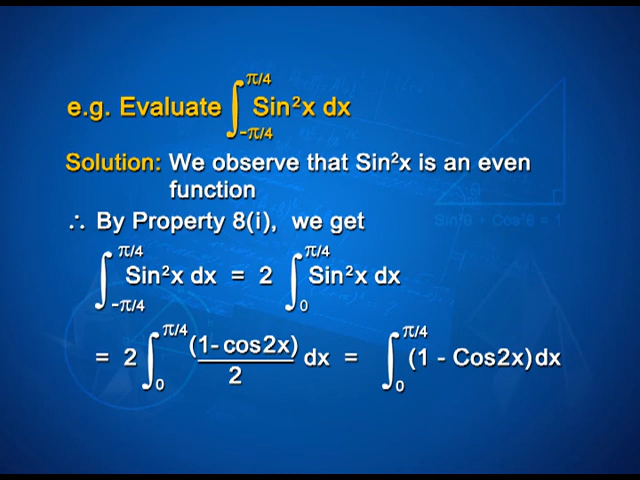 e.g. Evaluate ∫_{-π/4}^{π/4} Sin²x dx
Solution: We observe that Sin²x is an even
function
∴ By Property 8(i), we get
∫_{-π/4}^{π/4} Sin²x dx = 2 ∫_0^{π/4} Sin²x dx
= 2 ∫_0^{π/4} (1-cos2x)/2 dx = ∫_0^{π/4} (1 - Cos2x)dx